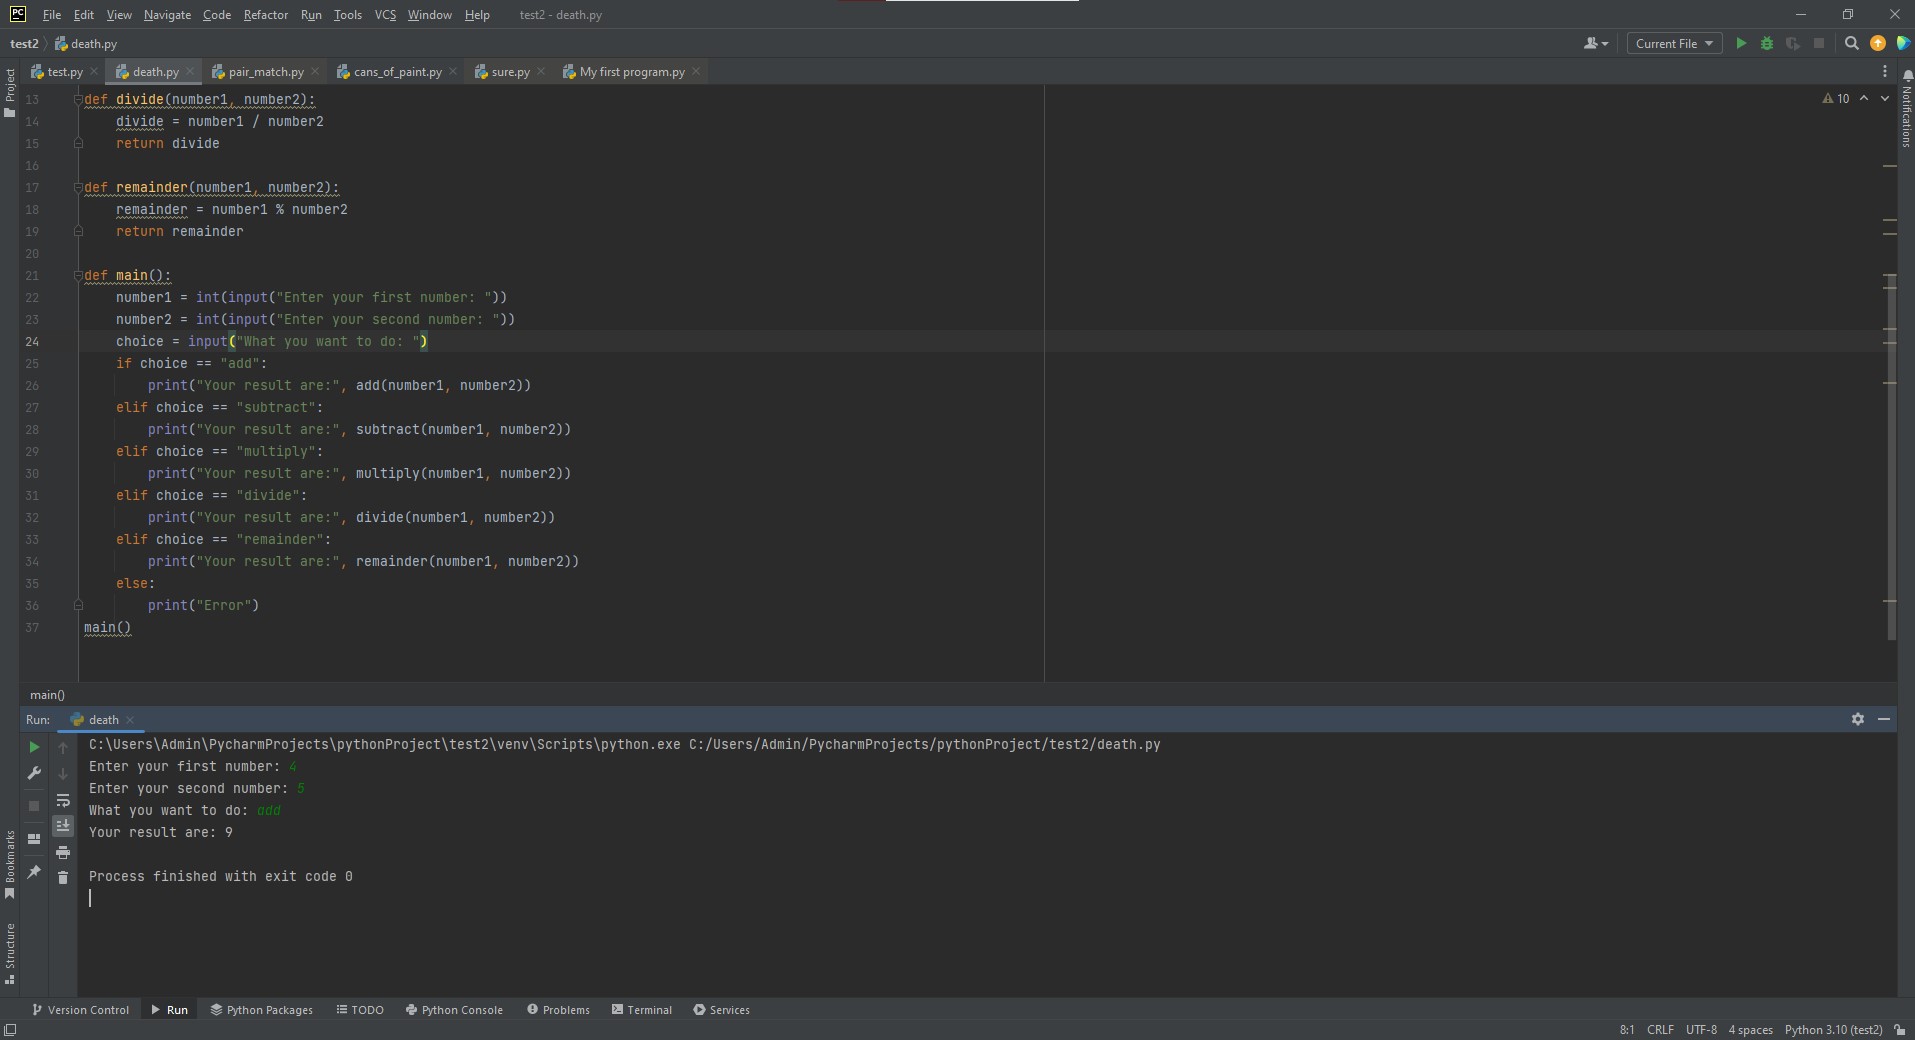 PC File Edit View Navigate Code Refactor Run Tools VCS Window Help test2 - death.py
test2 death.py Current File
test.py death.py pair_match.py cans_of_paint.py sure.py My first program.py
Project
Notifications
10
13 def divide(number1, number2):
14 divide = number1 / number2
15 return divide
16
17 def remainder(number1, number2):
18 remainder = number1 % number2
19 return remainder
20
21 def main():
22 number1 = int(input("Enter your first number: "))
23 number2 = int(input("Enter your second number: "))
24 choice = input("What you want to do: ")
25 if choice == "add":
26 print("Your result are:", add(number1, number2))
27 elif choice == "subtract":
28 print("Your result are:", subtract(number1, number2))
29 elif choice == "multiply":
30 print("Your result are:", multiply(number1, number2))
31 elif choice == "divide":
32 print("Your result are:", divide(number1, number2))
33 elif choice == "remainder":
34 print("Your result are:", remainder(number1, number2))
35 else:
36 print("Error")
37 main()
main()
Run: death
C:\Users\Admin\PycharmProjects\pythonProject\test2\venv\Scripts\python.exe C:/Users/Admin/PycharmProjects/pythonProject/test2/death.py
Enter your first number: 4
Enter your second number: 5
What you want to do: add
Your result are: 9
Process finished with exit code 0
Bookmarks
Structure
Version Control Run Python Packages TODO Python Console Problems Terminal Services
8:1 CRLF UTF-8 4 spaces Python 3.10 (test2)